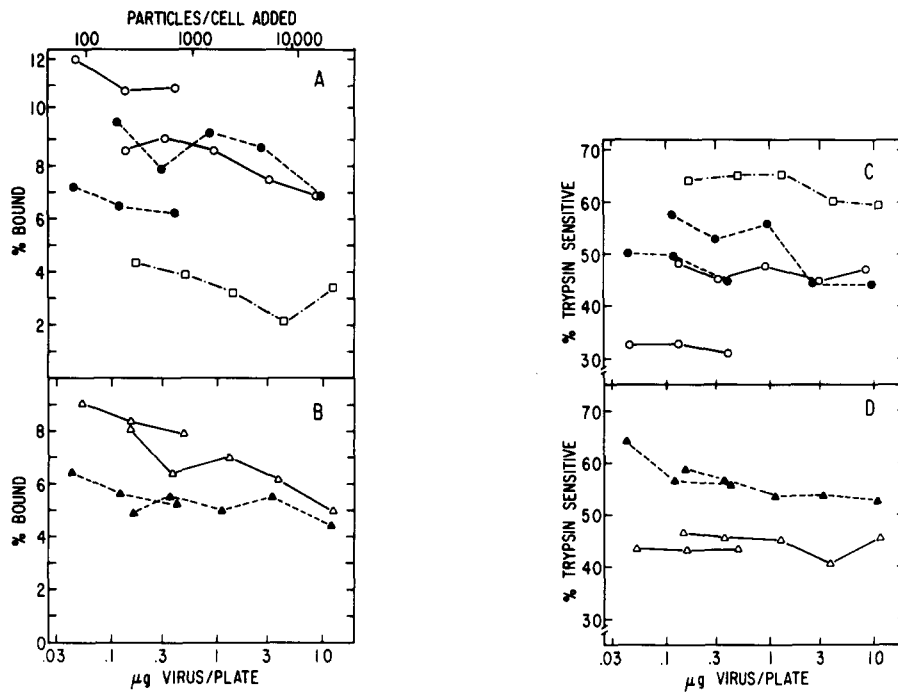 PARTICLES/CELL ADDED
100 1000 10,000
A
12
10
8
6
4
2
% BOUND
B
8
6
4
2
0
% BOUND
.03 .1 .3 1 3 10
μg VIRUS/PLATE
C
70
60
50
40
30
% TRYPSIN SENSITIVE
D
70
60
50
40
30
% TRYPSIN SENSITIVE
.03 .1 .3 1 3 10
μg VIRUS/PLATE